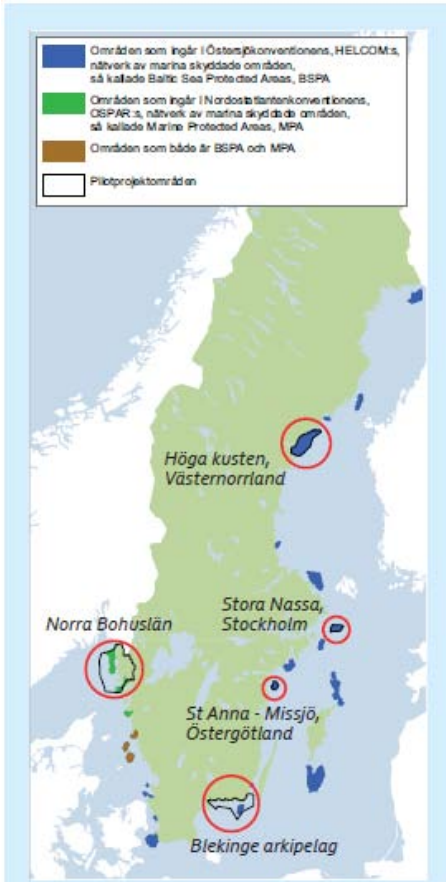 Områden som ingår i Östersjökonventionens, HELCOM:s,
nätverk av marina skyddade områden,
så kallade Baltic Sea Protected Areas, BSPA
Områden som ingår i Nordostatlantenkonventionens,
OSPAR:s, nätverk av marina skyddade områden,
så kallade Marine Protected Areas, MPA
Områden som både är BSPA och MPA
Pilotprojektområden
Höga kusten,
Västernorrland
Stora Nassa,
Stockholm
Norra Bohuslän
St Anna - Missjö,
Östergötland
Blekinge arkipelag